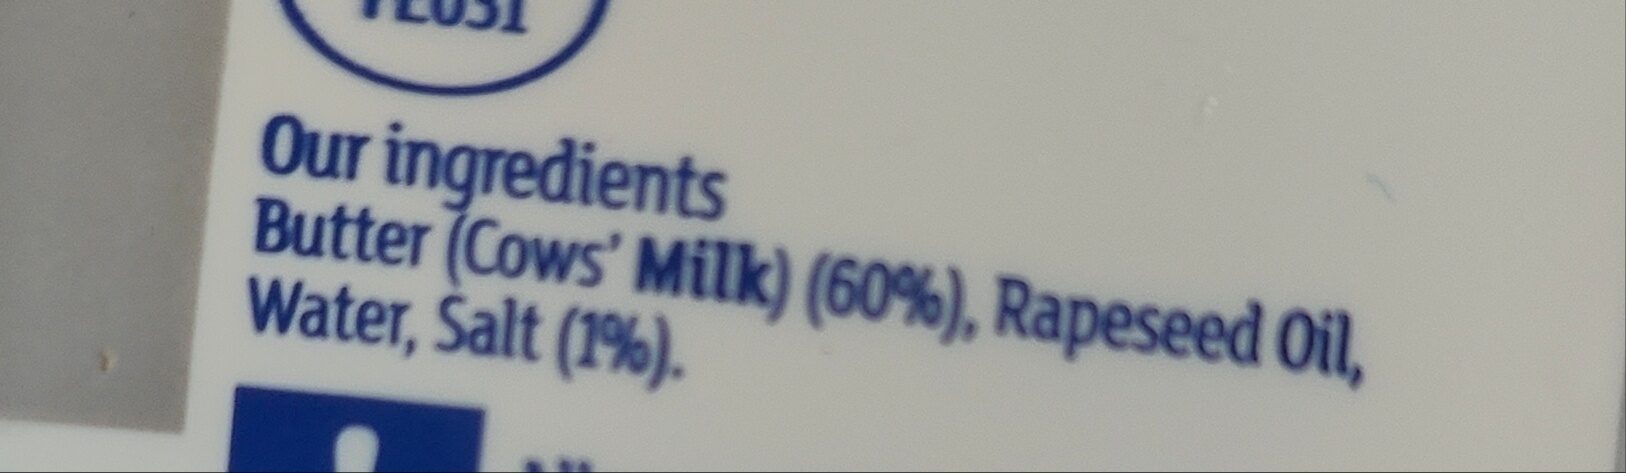 Our ingredients
Butter (Cows' Milk) (60%), Rapeseed Oil,
Water, Salt (1%).